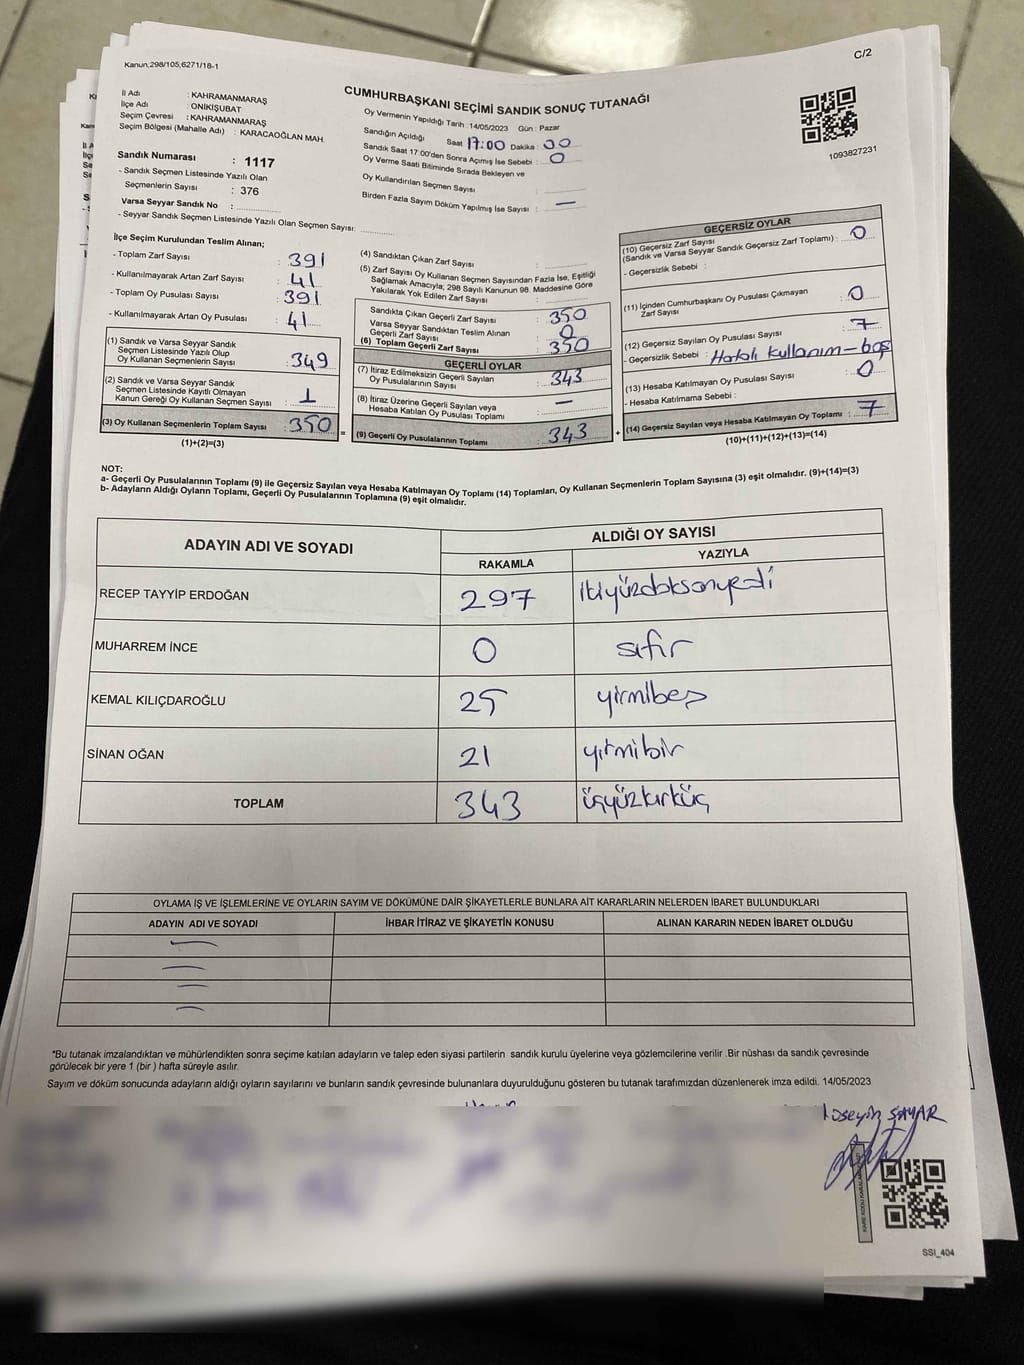 Kanun;298/105;6271/18-1
C/2
CUMHURBAŞKANI SEÇİMİ SANDIK SONUÇ TUTANAĞI
İl Adı : KAHRAMANMARAŞ
İlçe Adı : ONİKİŞUBAT
Seçim Çevresi : KAHRAMANMARAŞ
Seçim Bölgesi (Mahalle Adı) : KARACAOĞLAN MAH.
Sandık Numarası : 1117
- Sandık Seçmen Listesinde Yazılı Olan
Seçmenlerin Sayısı : 376
Varsa Seyyar Sandık No :
- Seyyar Sandık Seçmen Listesinde Yazılı Olan Seçmen Sayısı:
Oy Vermenin Yapıldığı Tarih :14/05/2023 Gün : Pazar
Sandığın Açıldığı Saat 17:00 Dakika : 00
Sandık Saat 17:00'den Sonra Açımış İse Sebebi : 0
Oy Verme Saati Bitiminde Sırada Bekleyen ve
Oy Kullandırılan Seçmen Sayısı :
Birden Fazla Sayım Döküm Yapılmış İse Sayısı : —
1093827231
İlçe Seçim Kurulundan Teslim Alınan;
- Toplam Zarf Sayısı : 391
- Kullanılmayarak Artan Zarf Sayısı : 41
- Toplam Oy Pusulası Sayısı : 391
- Kullanılmayarak Artan Oy Pusulası : 41
(1) Sandık ve Varsa Seyyar Sandık
Seçmen Listesinde Yazılı Olup
Oy Kullanan Seçmenlerin Sayısı : 349
(2) Sandık ve Varsa Seyyar Sandık
Seçmen Listesinde Kayıtlı Olmayan
Kanun Gereği Oy Kullanan Seçmen Sayısı : 1
(3) Oy Kullanan Seçmenlerin Toplam Sayısı : 350
(1)+(2)=(3)
(4) Sandıktan Çıkan Zarf Sayısı :
(5) Zarf Sayısı Oy Kullanan Seçmen Sayısından Fazla İse, Eşitliği
Sağlamak Amacıyla; 298 Sayılı Kanunun 98. Maddesine Göre
Yakılarak Yok Edilen Zarf Sayısı :
Sandıkta Çıkan Geçerli Zarf Sayısı : 350
Varsa Seyyar Sandıktan Teslim Alınan
Geçerli Zarf Sayısı : 0
(6) Toplam Geçerli Zarf Sayısı : 350
GEÇERLİ OYLAR
(7) İtiraz Edilmeksizin Geçerli Sayılan
Oy Pusulalarının Sayısı : 343
(8) İtiraz Üzerine Geçerli Sayılan veya
Hesaba Katılan Oy Pusulası Toplamı : —
= (9) Geçerli Oy Pusulalarının Toplamı : 343
GEÇERSİZ OYLAR
(10) Geçersiz Zarf Sayısı
(Sandık ve Varsa Seyyar Sandık Geçersiz Zarf Toplamı) : 0
- Geçersizlik Sebebi :
(11) İçinden Cumhurbaşkanı Oy Pusulası Çıkmayan
Zarf Sayısı : 0
(12) Geçersiz Sayılan Oy Pusulası Sayısı : 7
- Geçersizlik Sebebi : Hatalı kullanım-boş
(13) Hesaba Katılmayan Oy Pusulası Sayısı : 0
- Hesaba Katılmama Sebebi :
+ (14) Geçersiz Sayılan veya Hesaba Katılmayan Oy Toplamı : 7
(10)+(11)+(12)+(13)=(14)
NOT:
a- Geçerli Oy Pusulalarının Toplamı (9) ile Geçersiz Sayılan veya Hesaba Katılmayan Oy Toplamı (14) Toplamları, Oy Kullanan Seçmenlerin Toplam Sayısına (3) eşit olmalıdır. (9)+(14)=(3)
b- Adayların Aldığı Oyların Toplamı, Geçerli Oy Pusulalarının Toplamına (9) eşit olmalıdır.
ADAYIN ADI VE SOYADI
ALDIĞI OY SAYISI
RAKAMLA YAZIYLA
RECEP TAYYİP ERDOĞAN 297 ikiyüzdoksanyedi
MUHARREM İNCE 0 sıfır
KEMAL KILIÇDAROĞLU 25 yirmibeş
SİNAN OĞAN 21 yirmibir
TOPLAM 343 üçyüzkırküç
OYLAMA İŞ VE İŞLEMLERİNE VE OYLARIN SAYIM VE DÖKÜMÜNE DAİR ŞİKAYETLERLE BUNLARA AİT KARARLARIN NELERDEN İBARET BULUNDUKLARI
ADAYIN ADI VE SOYADI İHBAR İTİRAZ VE ŞİKAYETİN KONUSU ALINAN KARARIN NEDEN İBARET OLDUĞU
*Bu tutanak imzalandıktan ve mühürlendikten sonra seçime katılan adayların ve talep eden siyasi partilerin sandık kurulu üyelerine veya gözlemcilerine verilir .Bir nüshası da sandık çevresinde
görülecek bir yere 1 (bir ) hafta süreyle asılır.
Sayım ve döküm sonucunda adayların aldığı oyların sayılarını ve bunların sandık çevresinde bulunanlara duyurulduğunu gösteren bu tutanak tarafımızdan düzenlenerek imza edildi. 14/05/2023
SSİ_404